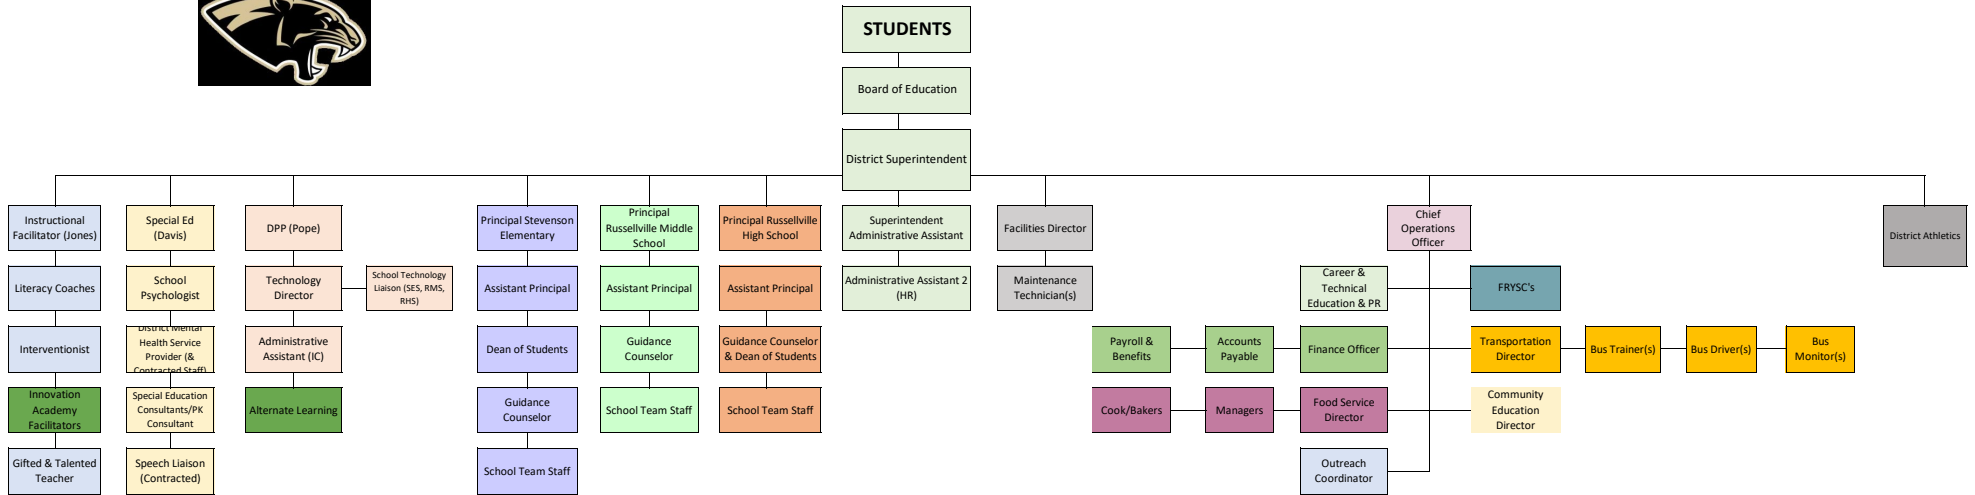 STUDENTS
Board of Education
District Superintendent
Instructional
Facilitator (Jones)
Special Ed
(Davis)
DPP (Pope)
Principal Stevenson
Elementary
Principal
Russellville Middle
School
Principal Russellville
High School
Superintendent
Administrative Assistant
Facilities Director
Chief
Operations
Officer
District Athletics
Literacy Coaches
School
Psychologist
Technology
Director
School Technology
Liaison (SES, RMS,
RHS)
Assistant Principal
Assistant Principal
Assistant Principal
Administrative Assistant 2
(HR)
Maintenance
Technician(s)
Career &
Technical
Education & PR
FRYSC's
Interventionist
District Mental
Health Service
Provider (&
Contracted Staff)
Administrative
Assistant (IC)
Dean of Students
Guidance
Counselor
Guidance Counselor
& Dean of Students
Payroll &
Benefits
Accounts
Payable
Finance Officer
Transportation
Director
Bus Trainer(s)
Bus Driver(s)
Bus
Monitor(s)
Innovation
Academy
Facilitators
Special Education
Consultants/PK
Consultant
Alternate Learning
Guidance
Counselor
School Team Staff
School Team Staff
Cook/Bakers
Managers
Food Service
Director
Community
Education
Director
Gifted & Talented
Teacher
Speech Liaison
(Contracted)
School Team Staff
Outreach
Coordinator